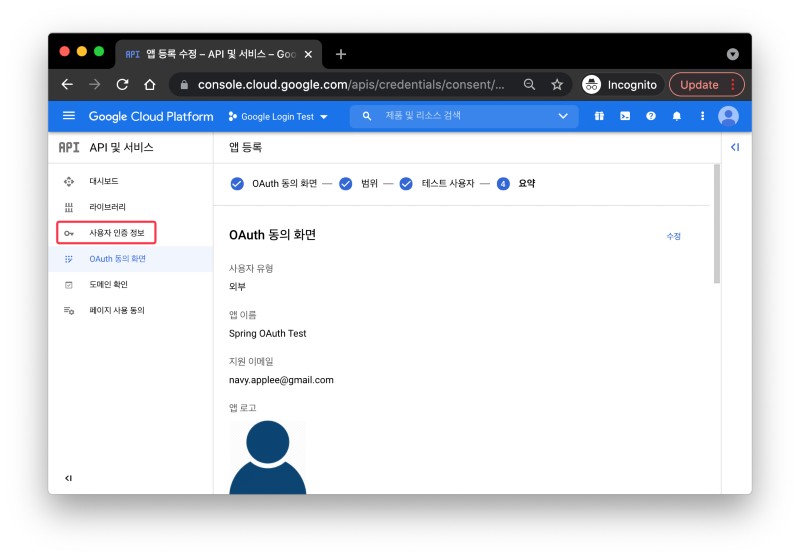 API 앱 등록 수정 – API 및 서비스 – Goo
console.cloud.google.com/apis/credentials/consent/...
Incognito
Update
Google Cloud Platform
Google Login Test
제품 및 리소스 검색
API API 및 서비스
앱 등록
대시보드
라이브러리
사용자 인증 정보
OAuth 동의 화면
도메인 확인
페이지 사용 동의
OAuth 동의 화면 — 범위 — 테스트 사용자 — 4 요약
OAuth 동의 화면
수정
사용자 유형
외부
앱 이름
Spring OAuth Test
지원 이메일
navy.applee@gmail.com
앱 로고